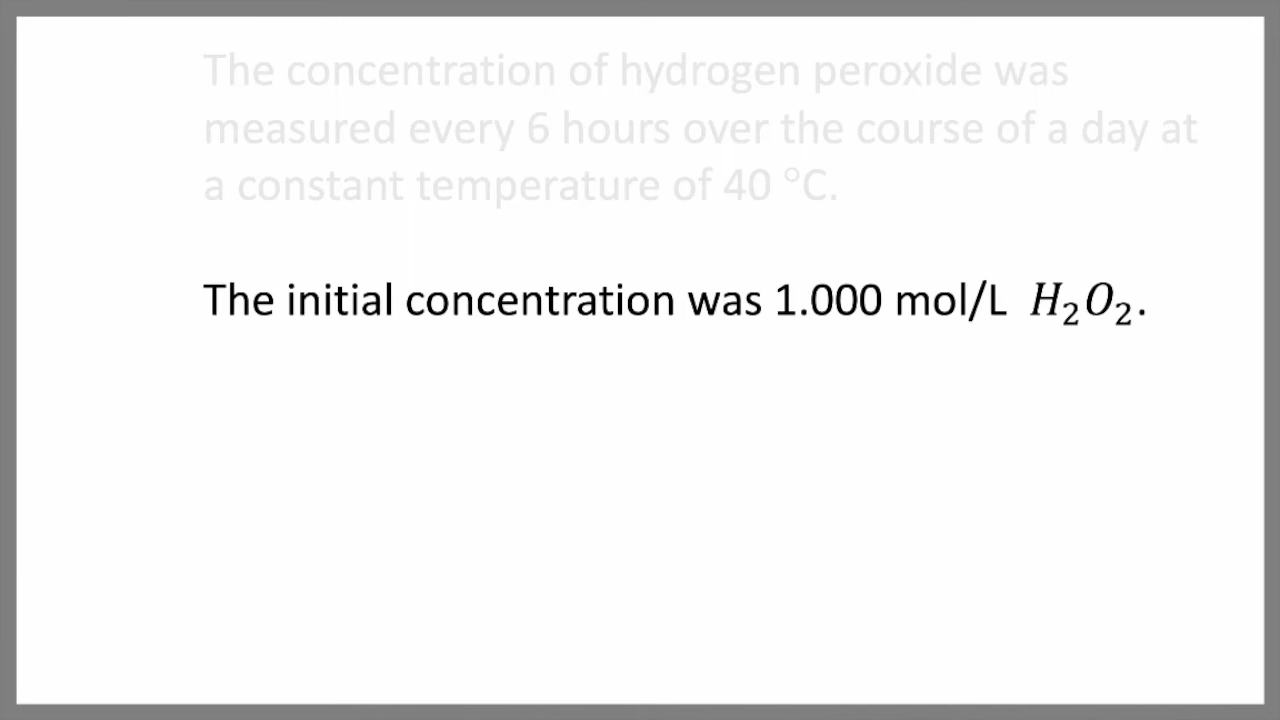 The concentration of hydrogen peroxide was
measured every 6 hours over the course of a day at
a constant temperature of 40 °C.
The initial concentration was 1.000 mol/L H₂O₂.